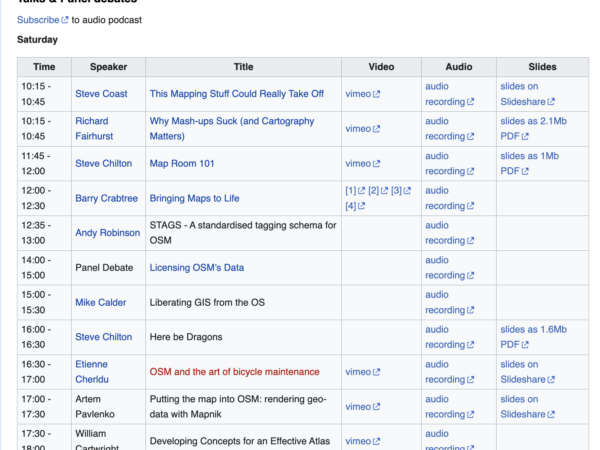 Talks & Panel debates
Subscribe to audio podcast
Saturday
Time Speaker Title Video Audio Slides
10:15 - 10:45 Steve Coast This Mapping Stuff Could Really Take Off vimeo audio recording slides on Slideshare
10:15 - 10:45 Richard Fairhurst Why Mash-ups Suck (and Cartography Matters) vimeo audio recording slides as 2.1Mb PDF
11:45 - 12:00 Steve Chilton Map Room 101 vimeo audio recording slides as 1Mb PDF
12:00 - 12:30 Barry Crabtree Bringing Maps to Life [1] [2] [3] [4] audio recording
12:35 - 13:00 Andy Robinson STAGS - A standardised tagging schema for OSM audio recording
14:00 - 15:00 Panel Debate Licensing OSM's Data audio recording
15:00 - 15:30 Mike Calder Liberating GIS from the OS audio recording
16:00 - 16:30 Steve Chilton Here be Dragons audio recording slides as 1.6Mb PDF
16:30 - 17:00 Etienne Cherldu OSM and the art of bicycle maintenance vimeo audio recording slides on Slideshare
17:00 - 17:30 Artem Pavlenko Putting the map into OSM: rendering geo-data with Mapnik vimeo audio recording slides on Slideshare
17:30 - 18:00 William Cartwright Developing Concepts for an Effective Atlas vimeo audio recording